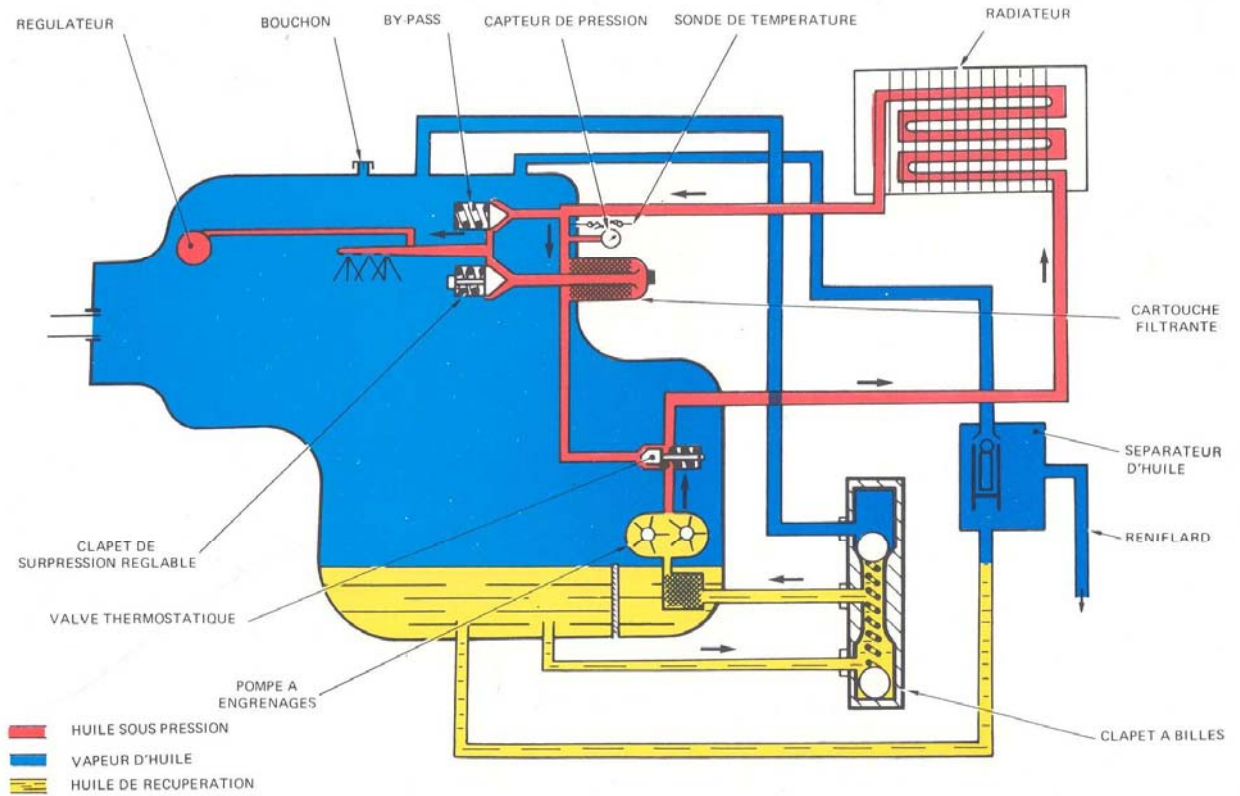 REGULATEUR
BOUCHON
BY-PASS
CAPTEUR DE PRESSION
SONDE DE TEMPERATURE
RADIATEUR
CARTOUCHE
FILTRANTE
SEPARATEUR
D'HUILE
RENIFLARD
CLAPET DE
SURPRESSION REGLABLE
VALVE THERMOSTATIQUE
POMPE A
ENGRENAGES
CLAPET A BILLES
HUILE SOUS PRESSION
VAPEUR D'HUILE
HUILE DE RECUPERATION